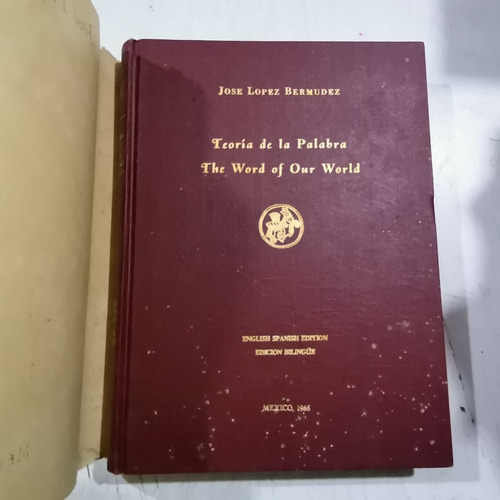 JOSE LOPEZ BERMUDEZ
Teoría de la Palabra
The Word of Our World
ENGLISH SPANISH EDITION
EDICION BILINGÜE
MEXICO, 1966